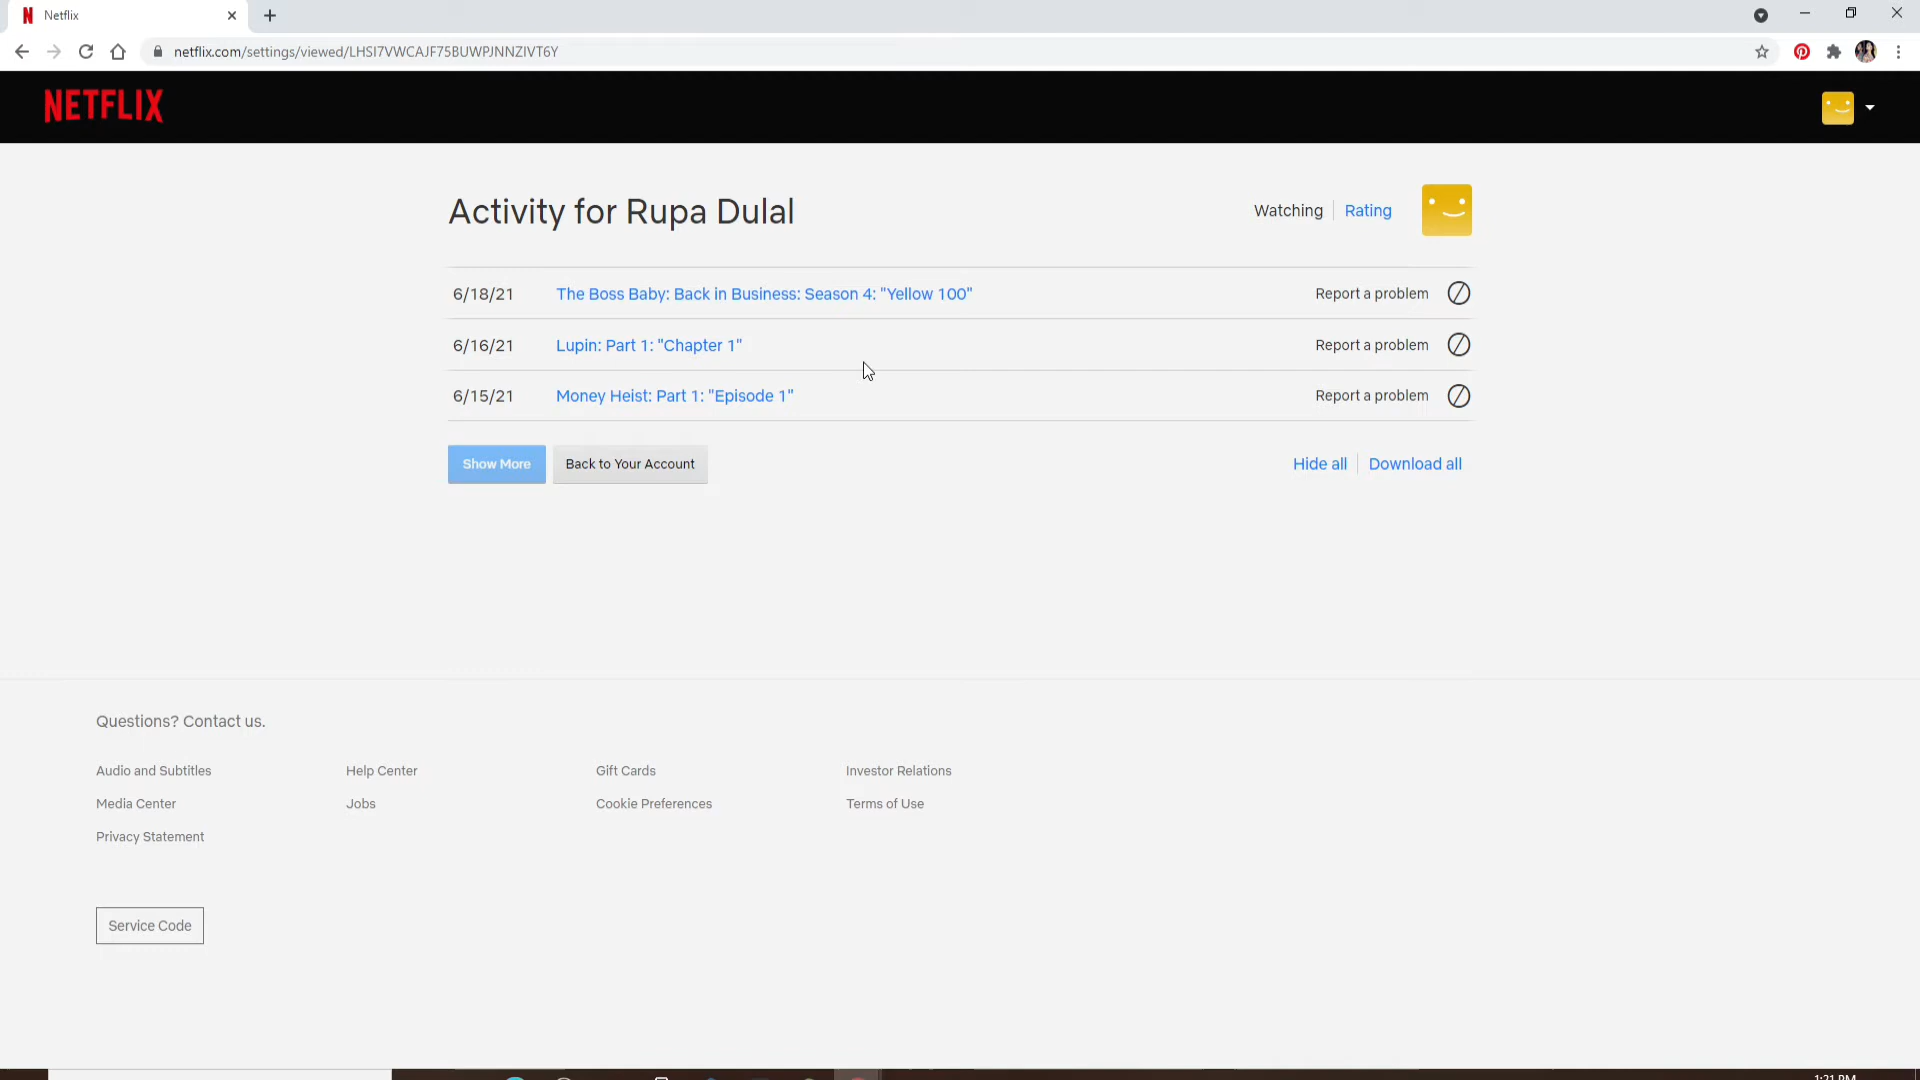 Netflix
netflix.com/settings/viewed/LHSI7VWCAJF75BUWPJNNZIVT6Y
NETFLIX
Activity for Rupa Dulal
Watching Rating
6/18/21 The Boss Baby: Back in Business: Season 4: "Yellow 100" Report a problem
6/16/21 Lupin: Part 1: "Chapter 1" Report a problem
6/15/21 Money Heist: Part 1: "Episode 1" Report a problem
Show More Back to Your Account Hide all Download all
Questions? Contact us.
Audio and Subtitles Help Center Gift Cards Investor Relations
Media Center Jobs Cookie Preferences Terms of Use
Privacy Statement
Service Code
1:21 PM